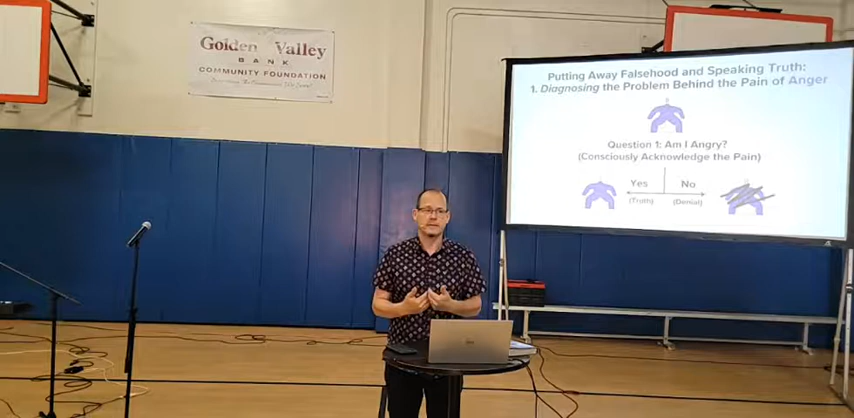 Golden Valley
BANK
COMMUNITY FOUNDATION
Putting Away Falsehood and Speaking Truth:
1. Diagnosing the Problem Behind the Pain of Anger
Question 1: Am I Angry?
(Consciously Acknowledge the Pain)
Yes No
(Truth) (Denial)